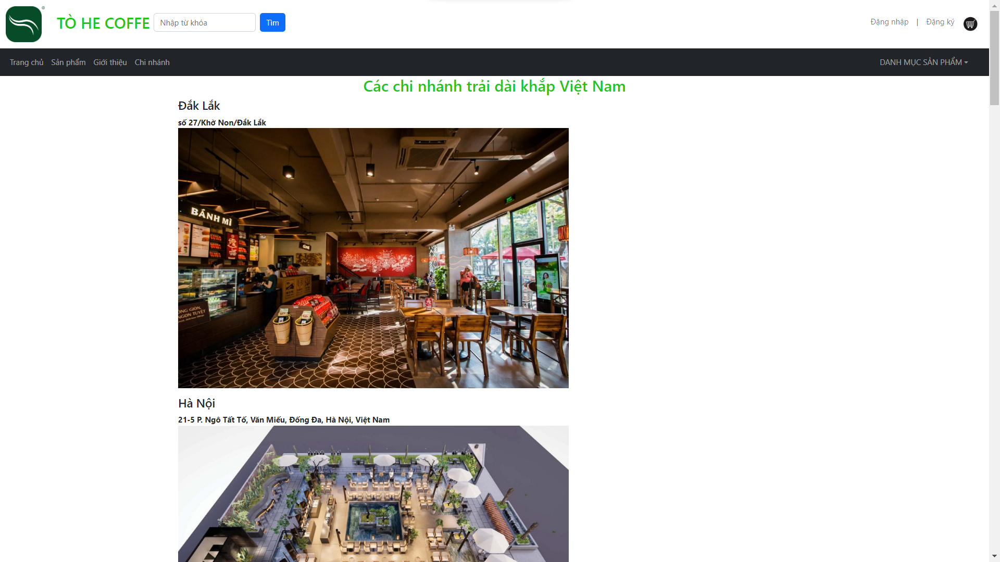 TÒ HE COFFE
Nhập từ khóa
Tìm
Đặng nhập | Đặng ký
Trang chủ
Sản phẩm
Giới thiệu
Chi nhánh
DANH MỤC SẢN PHẨM
Các chi nhánh trải dài khắp Việt Nam
Đắk Lắk
số 27/Khờ Non/Đắk Lắk
BÁNH MÌ
NGON TUYỆT
Hà Nội
21-5 P. Ngô Tất Tố, Văn Miếu, Đống Đa, Hà Nội, Việt Nam